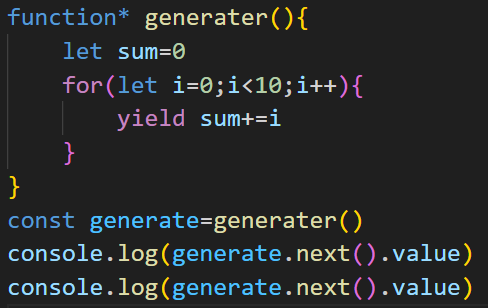 function* generater(){
    let sum=0
    for(let i=0;i<10;i++){
        yield sum+=i
    }
}
const generate=generater()
console.log(generate.next().value)
console.log(generate.next().value)